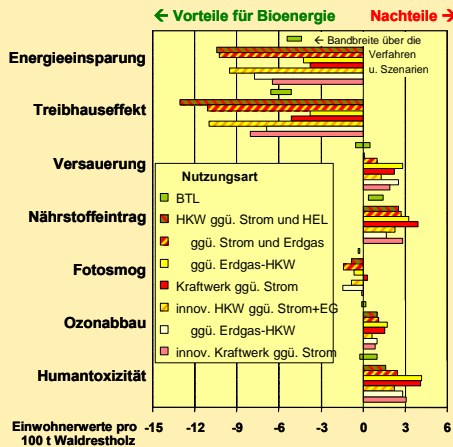 ← Vorteile für Bioenergie Nachteile →
← Bandbreite über die
Verfahren
u. Szenarien
Energieeinsparung
Treibhauseffekt
Versauerung
Nährstoffeintrag
Fotosmog
Ozonabbau
Humantoxizität
Nutzungsart
BTL
HKW ggü. Strom und HEL
ggü. Strom und Erdgas
ggü. Erdgas-HKW
Kraftwerk ggü. Strom
innov. HKW ggü. Strom+EG
ggü. Erdgas-HKW
innov. Kraftwerk ggü. Strom
-15 -12 -9 -6 -3 0 3 6
Einwohnerwerte pro
100 t Waldrestholz